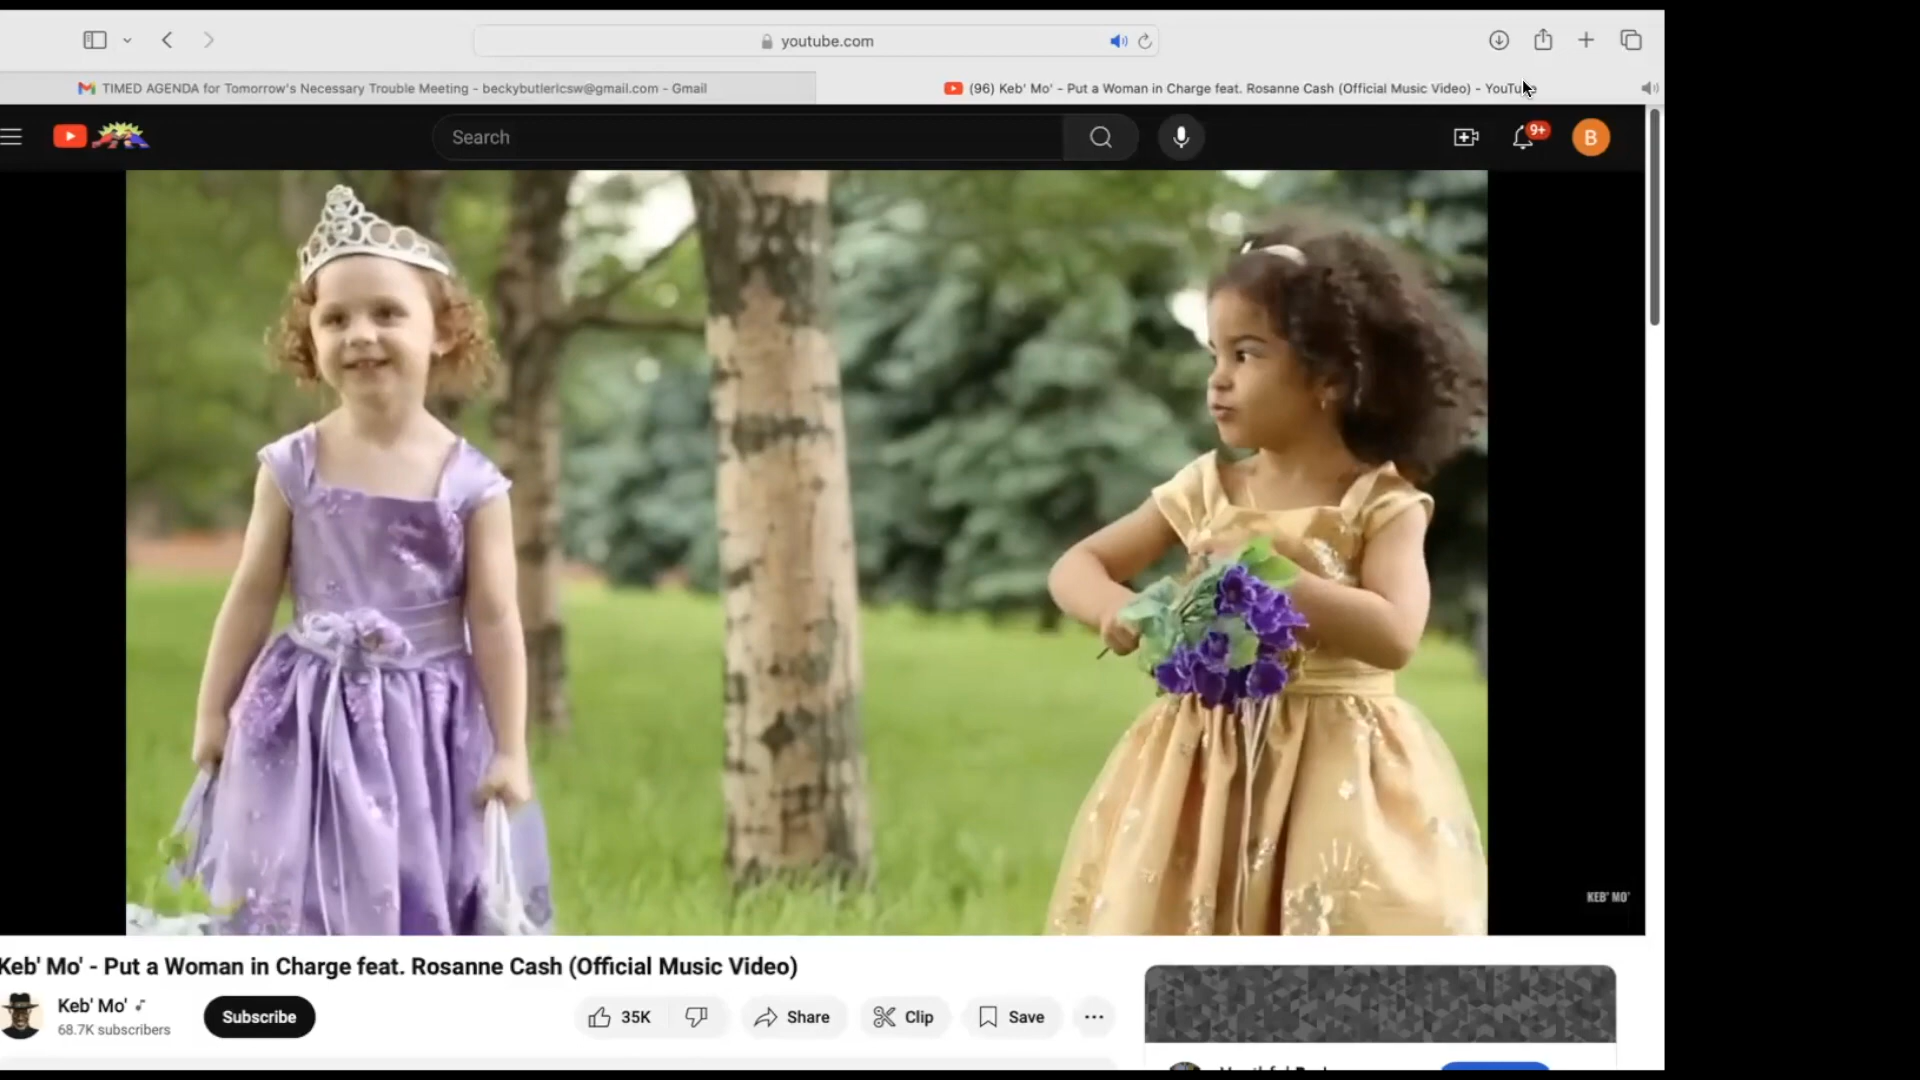 youtube.com
TIMED AGENDA for Tomorrow's Necessary Trouble Meeting - beckybutlerlcsw@gmail.com - Gmail
(96) Keb' Mo' - Put a Woman in Charge feat. Rosanne Cash (Official Music Video) - YouTube
Search
9+
B
KEB' MO'
Keb' Mo' - Put a Woman in Charge feat. Rosanne Cash (Official Music Video)
Keb' Mo'
68.7K subscribers
Subscribe
35K
Share
Clip
Save